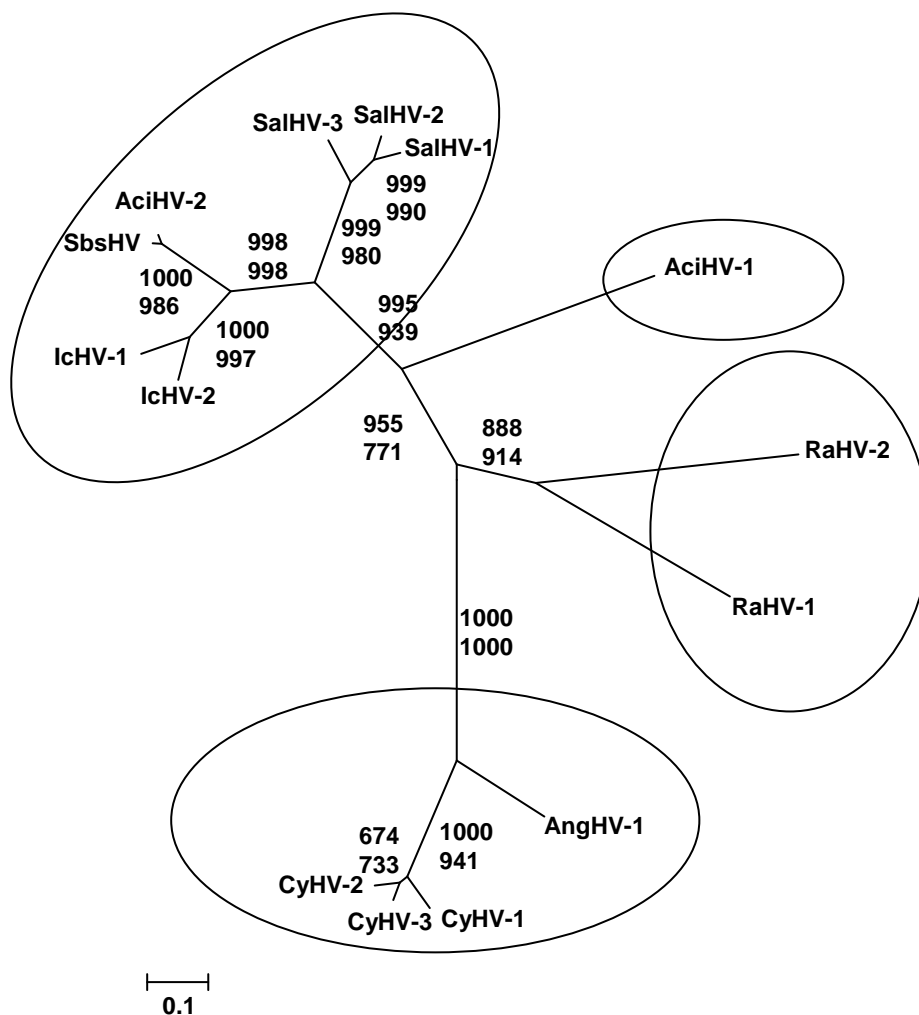 SalHV-2
SalHV-3
SalHV-1
999
990
AciHV-2
SbsHV
998
998
999
980
1000
986
995
939
AciHV-1
IcHV-1
1000
997
IcHV-2
955
771
888
914
RaHV-2
RaHV-1
1000
1000
AngHV-1
674
733
1000
941
CyHV-2
CyHV-3
CyHV-1
0.1